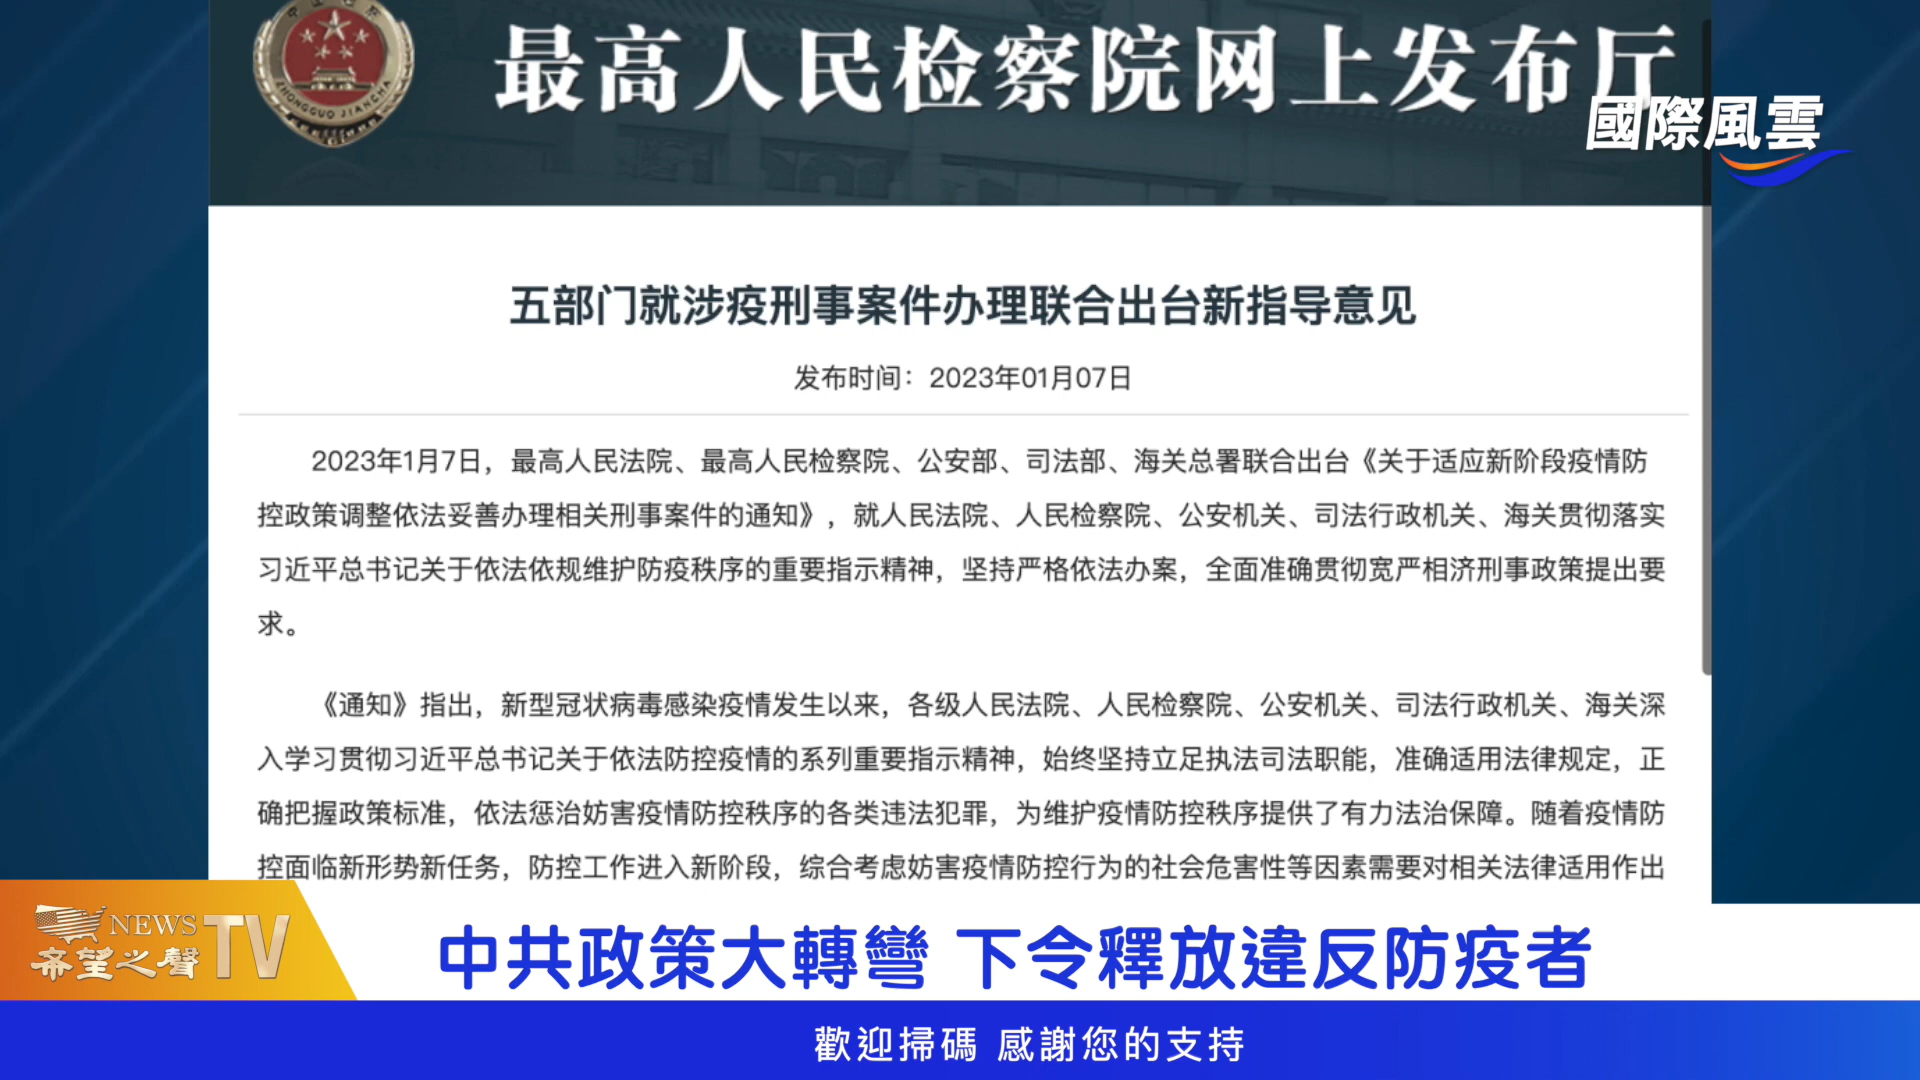 最高人民检察院网上发布厅
ZHONGGUO JIANCHA
國際風雲
五部门就涉疫刑事案件办理联合出台新指导意见
发布时间：2023年01月07日
2023年1月7日，最高人民法院、最高人民检察院、公安部、司法部、海关总署联合出台《关于适应新阶段疫情防
控政策调整依法妥善办理相关刑事案件的通知》，就人民法院、人民检察院、公安机关、司法行政机关、海关贯彻落实
习近平总书记关于依法依规维护防疫秩序的重要指示精神，坚持严格依法办案，全面准确贯彻宽严相济刑事政策提出要
求。
《通知》指出，新型冠状病毒感染疫情发生以来，各级人民法院、人民检察院、公安机关、司法行政机关、海关深
入学习贯彻习近平总书记关于依法防控疫情的系列重要指示精神，始终坚持立足执法司法职能，准确适用法律规定，正
确把握政策标准，依法惩治妨害疫情防控秩序的各类违法犯罪，为维护疫情防控秩序提供了有力法治保障。随着疫情防
控面临新形势新任务，防控工作进入新阶段，综合考虑妨害疫情防控行为的社会危害性等因素需要对相关法律适用作出
NEWS
希望之聲TV
中共政策大轉彎 下令釋放違反防疫者
歡迎掃碼 感謝您的支持